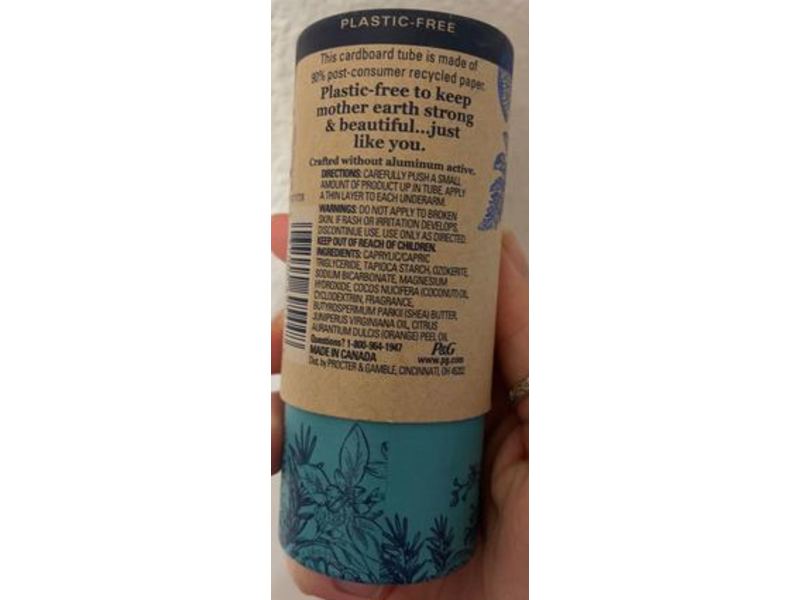 PLASTIC-FREE
This cardboard tube is made of
90% post-consumer recycled paper.
Plastic-free to keep
mother earth strong
& beautiful...just
like you.
Crafted without aluminum active.
DIRECTIONS: CAREFULLY PUSH A SMALL
AMOUNT OF PRODUCT UP IN TUBE. APPLY
A THIN LAYER TO EACH UNDERARM.
WARNINGS: DO NOT APPLY TO BROKEN
SKIN. IF RASH OR IRRITATION DEVELOPS,
DISCONTINUE USE. USE ONLY AS DIRECTED.
KEEP OUT OF REACH OF CHILDREN.
INGREDIENTS: CAPRYLIC/CAPRIC
TRIGLYCERIDE, TAPIOCA STARCH, OZOKERITE,
SODIUM BICARBONATE, MAGNESIUM
HYDROXIDE, COCOS NUCIFERA (COCONUT) OIL,
CYCLODEXTRIN, FRAGRANCE,
BUTYROSPERMUM PARKII (SHEA) BUTTER,
JUNIPERUS VIRGINIANA OIL, CITRUS
AURANTIUM DULCIS (ORANGE) PEEL OIL
Questions? 1-800-964-1947 P&G
MADE IN CANADA www.pg.com
Dist. by PROCTER & GAMBLE, CINCINNATI, OH 45202